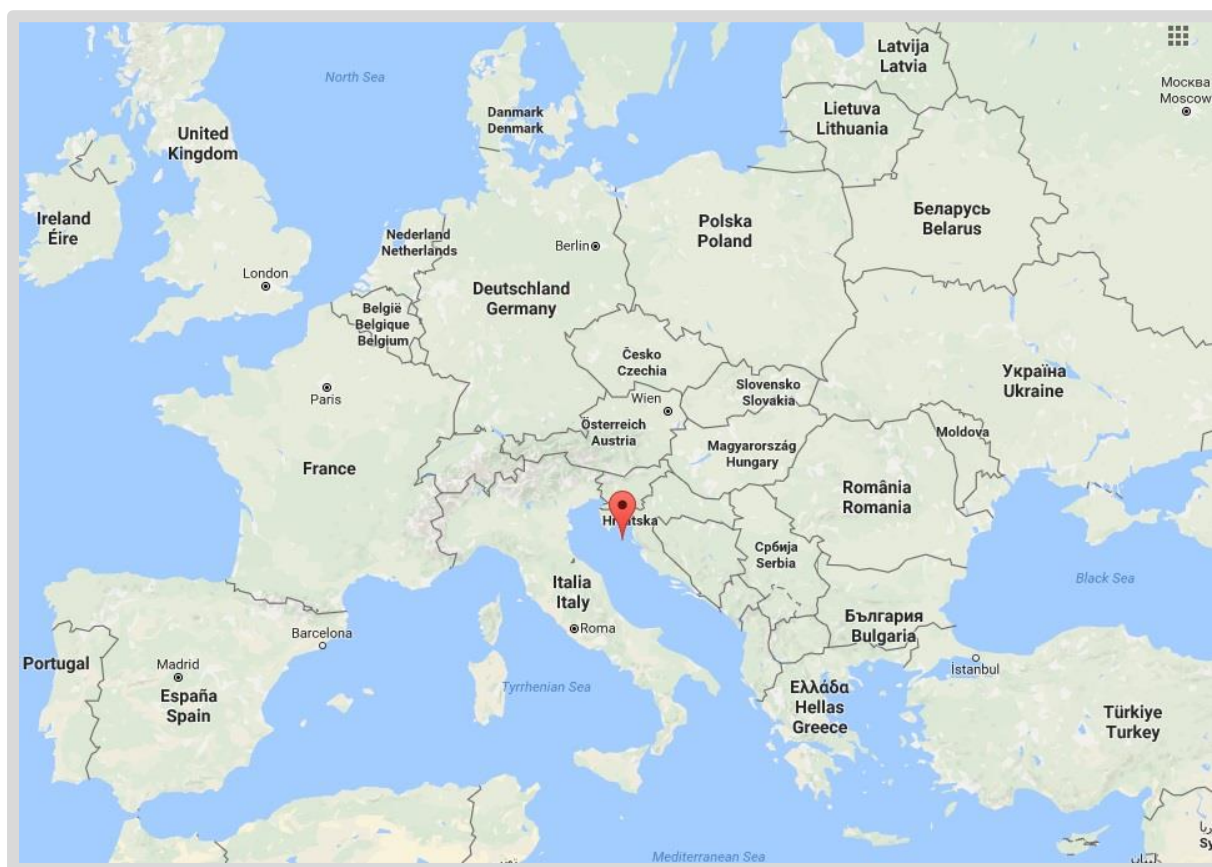 North Sea
Latvija
Latvia
Москва
Moscow
Danmark
Denmark
Lietuva
Lithuania
United
Kingdom
Ireland
Éire
Беларусь
Belarus
Polska
Poland
Nederland
Netherlands
Berlin
London
Deutschland
Germany
België
Belgique
Belgium
Česko
Czechia
Україна
Ukraine
Slovensko
Slovakia
Paris
Wien
Österreich
Austria
Moldova
Magyarország
Hungary
France
România
Romania
Србија
Serbia
Black Sea
Italia
Italy
България
Bulgaria
Roma
Barcelona
Portugal
Madrid
España
Spain
İstanbul
Tyrrhenian Sea
Ελλάδα
Hellas
Greece
Türkiye
Turkey
Mediterranean Sea